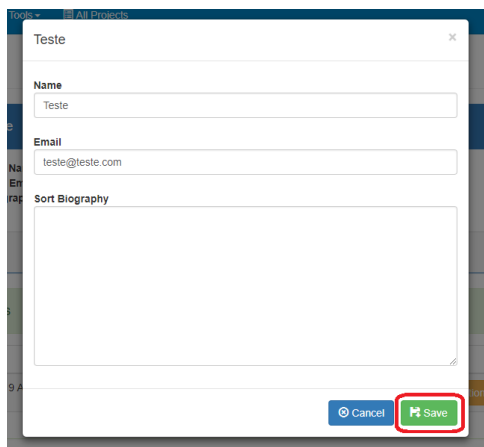 Tools All Projects
Teste ×
Name
Teste
Email
teste@teste.com
Sort Biography
Cancel Save